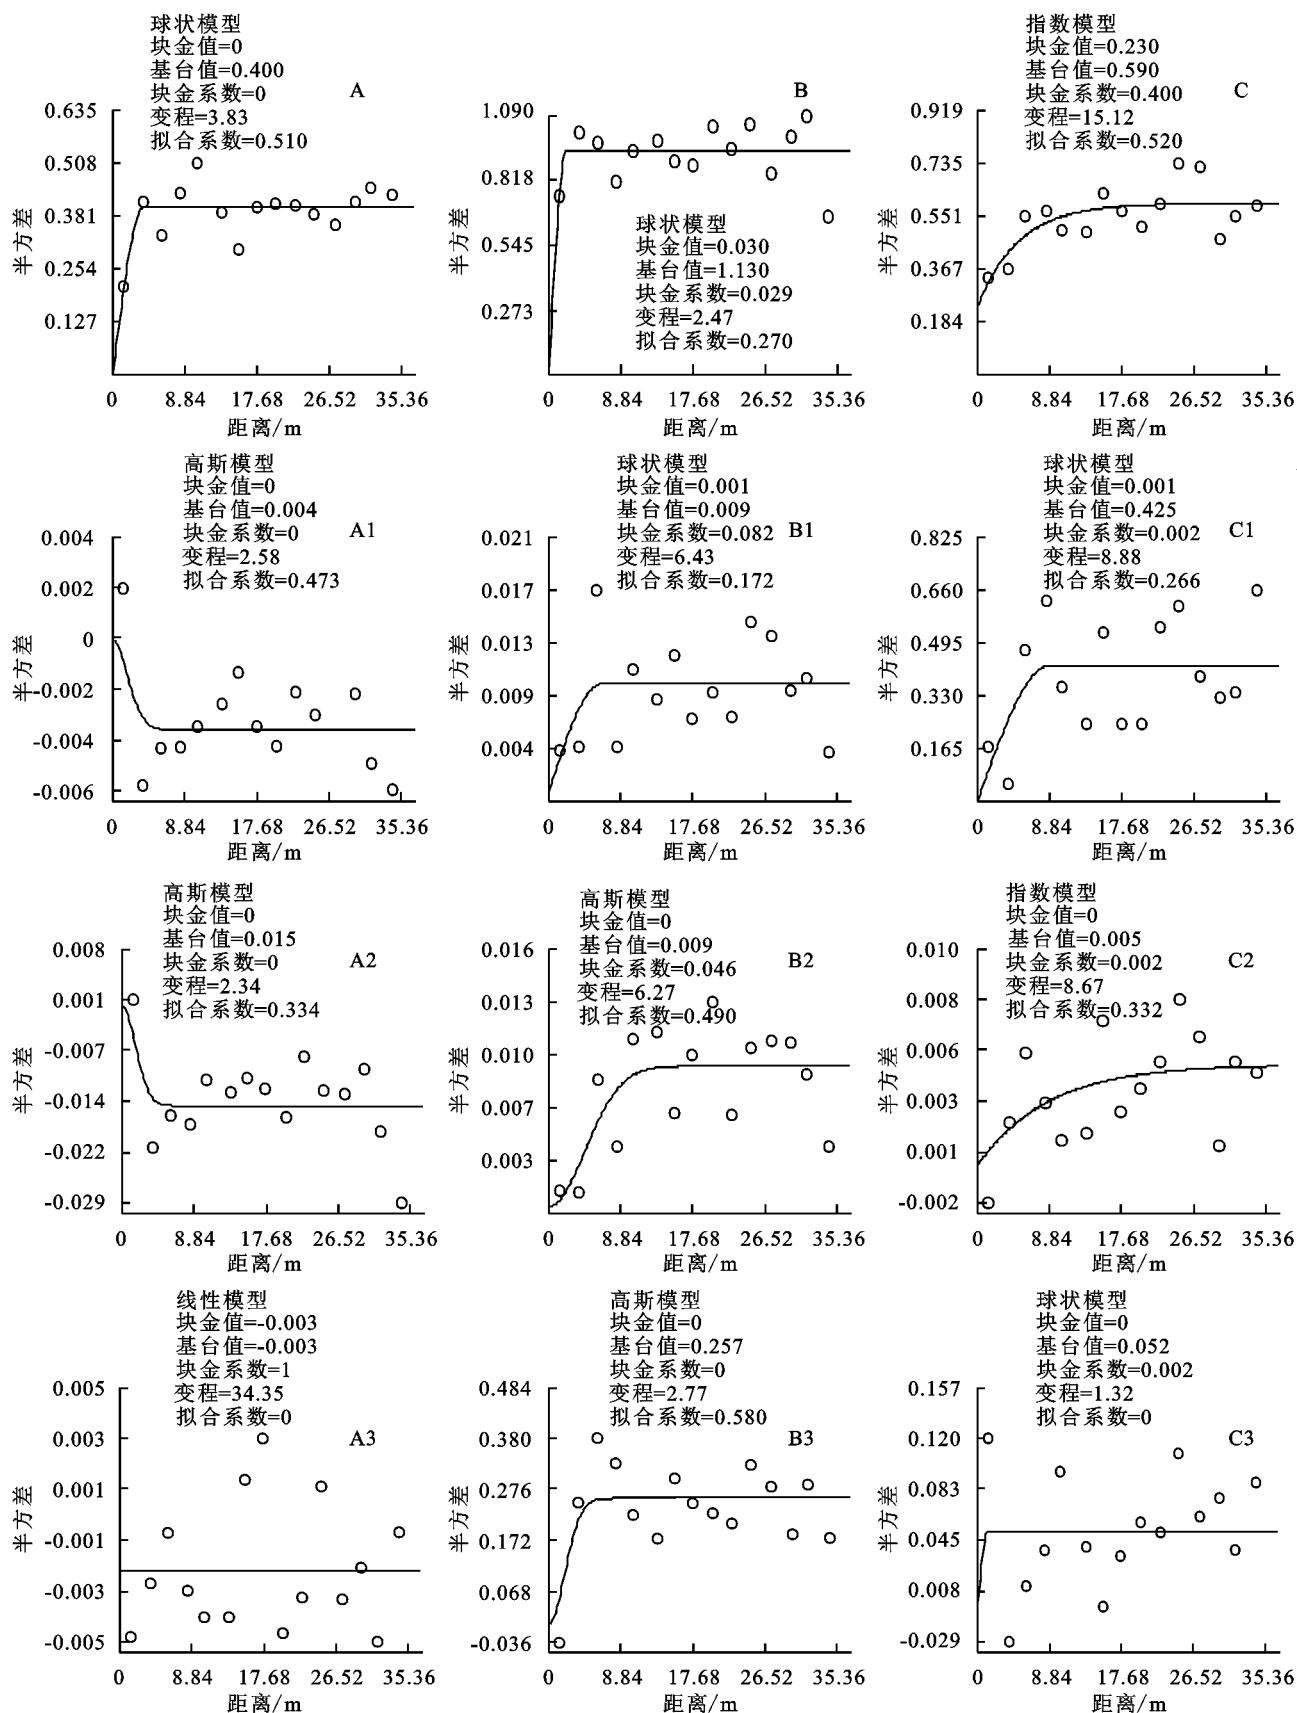 球状模型
块金值=0
基台值=0.400
块金系数=0
变程=3.83
拟合系数=0.510
A
0.635
0.508
0.381
0.254
0.127
半方差
0 8.84 17.68 26.52 35.36
距离/m
B
1.090
0.818
0.545
0.273
半方差
球状模型
块金值=0.030
基台值=1.130
块金系数=0.029
变程=2.47
拟合系数=0.270
0 8.84 17.68 26.52 35.36
距离/m
指数模型
块金值=0.230
基台值=0.590
块金系数=0.400
变程=15.12
拟合系数=0.520
C
0.919
0.735
0.551
0.367
0.184
半方差
0 8.84 17.68 26.52 35.36
距离/m
高斯模型
块金值=0
基台值=0.004
块金系数=0
变程=2.58
拟合系数=0.473
A1
0.004
0.002
0
-0.002
-0.004
-0.006
半方差
0 8.84 17.68 26.52 35.36
距离/m
球状模型
块金值=0.001
基台值=0.009
块金系数=0.082
变程=6.43
拟合系数=0.172
B1
0.021
0.017
0.013
0.009
0.004
半方差
0 8.84 17.68 26.52 35.36
距离/m
球状模型
块金值=0.001
基台值=0.425
块金系数=0.002
变程=8.88
拟合系数=0.266
C1
0.825
0.660
0.495
0.330
0.165
半方差
0 8.84 17.68 26.52 35.36
距离/m
高斯模型
块金值=0
基台值=0.015
块金系数=0
变程=2.34
拟合系数=0.334
A2
0.008
0.001
-0.007
-0.014
-0.022
-0.029
半方差
0 8.84 17.68 26.52 35.36
距离/m
高斯模型
块金值=0
基台值=0.009
块金系数=0.046
变程=6.27
拟合系数=0.490
B2
0.016
0.013
0.010
0.007
0.003
半方差
0 8.84 17.68 26.52 35.36
距离/m
指数模型
块金值=0
基台值=0.005
块金系数=0.002
变程=8.67
拟合系数=0.332
C2
0.010
0.008
0.006
0.003
0.001
-0.002
半方差
0 8.84 17.68 26.52 35.36
距离/m
线性模型
块金值=-0.003
基台值=-0.003
块金系数=1
变程=34.35
拟合系数=0
A3
0.005
0.003
0.001
-0.001
-0.003
-0.005
半方差
0 8.84 17.68 26.52 35.36
距离/m
高斯模型
块金值=0
基台值=0.257
块金系数=0
变程=2.77
拟合系数=0.580
B3
0.484
0.380
0.276
0.172
0.068
-0.036
半方差
0 8.84 17.68 26.52 35.36
距离/m
球状模型
块金值=0
基台值=0.052
块金系数=0.002
变程=1.32
拟合系数=0
C3
0.157
0.120
0.083
0.045
0.008
-0.029
半方差
0 8.84 17.68 26.52 35.36
距离/m